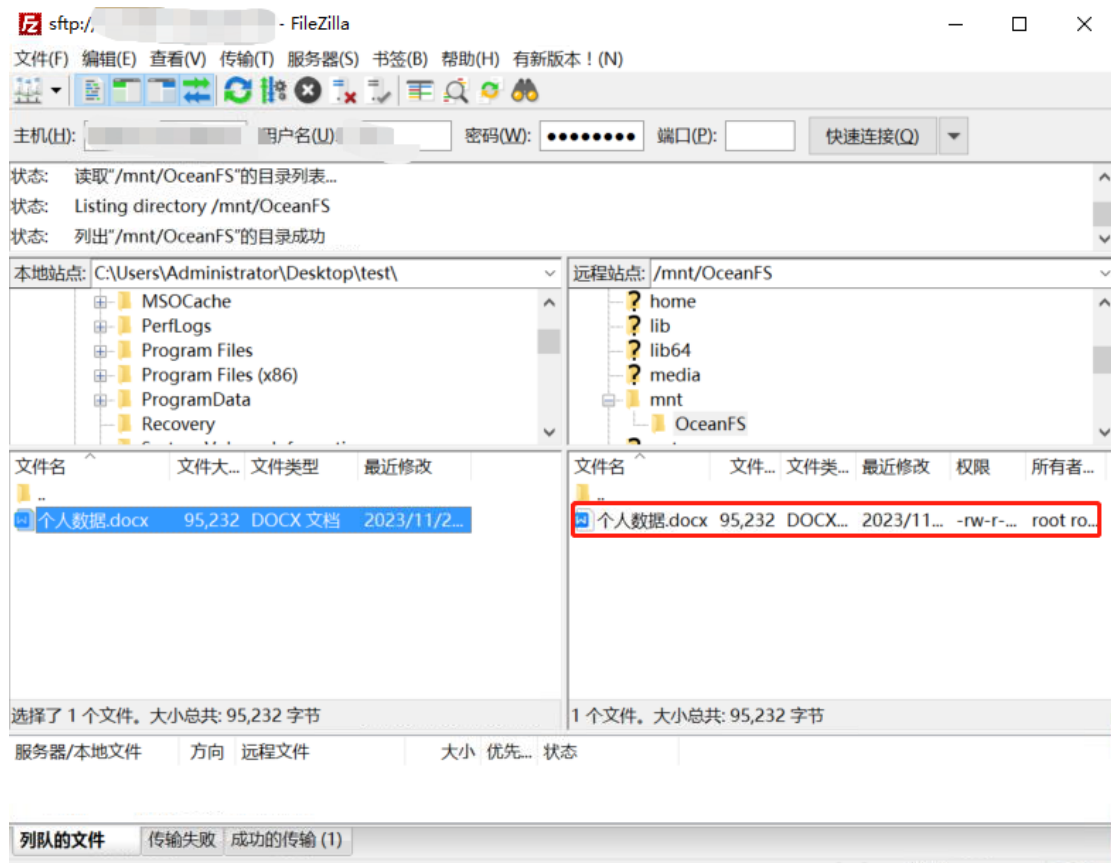 sftp:// - FileZilla
文件(F) 编辑(E) 查看(V) 传输(T) 服务器(S) 书签(B) 帮助(H) 有新版本！(N)
主机(H): 用户名(U): 密码(W): ●●●●●●●● 端口(P): 快速连接(Q)
状态: 读取“/mnt/OceanFS”的目录列表...
状态: Listing directory /mnt/OceanFS
状态: 列出“/mnt/OceanFS”的目录成功
本地站点: C:\Users\Administrator\Desktop\test\
MSOCache
PerfLogs
Program Files
Program Files (x86)
ProgramData
Recovery
远程站点: /mnt/OceanFS
home
lib
lib64
media
mnt
OceanFS
文件名 文件大... 文件类型 最近修改
..
个人数据.docx 95,232 DOCX 文档 2023/11/2...
选择了 1 个文件。大小总共: 95,232 字节
文件名 文件... 文件类... 最近修改 权限 所有者...
..
个人数据.docx 95,232 DOCX... 2023/11... -rw-r-... root ro...
1 个文件。大小总共: 95,232 字节
服务器/本地文件 方向 远程文件 大小 优先... 状态
列队的文件 传输失败 成功的传输 (1)